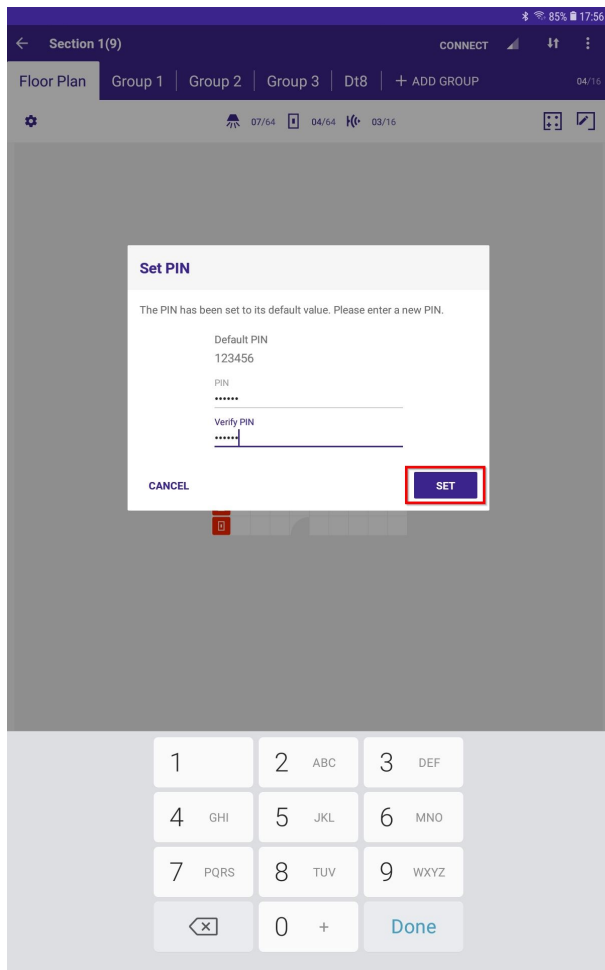 85% 17:56
Section 1(9) CONNECT
Floor Plan Group 1 Group 2 Group 3 Dt8 + ADD GROUP 04/16
07/64 04/64 03/16
Set PIN
The PIN has been set to its default value. Please enter a new PIN.
Default PIN
123456
PIN
••••••
Verify PIN
••••••
CANCEL SET
1 2 ABC 3 DEF
4 GHI 5 JKL 6 MNO
7 PQRS 8 TUV 9 WXYZ
0 + Done